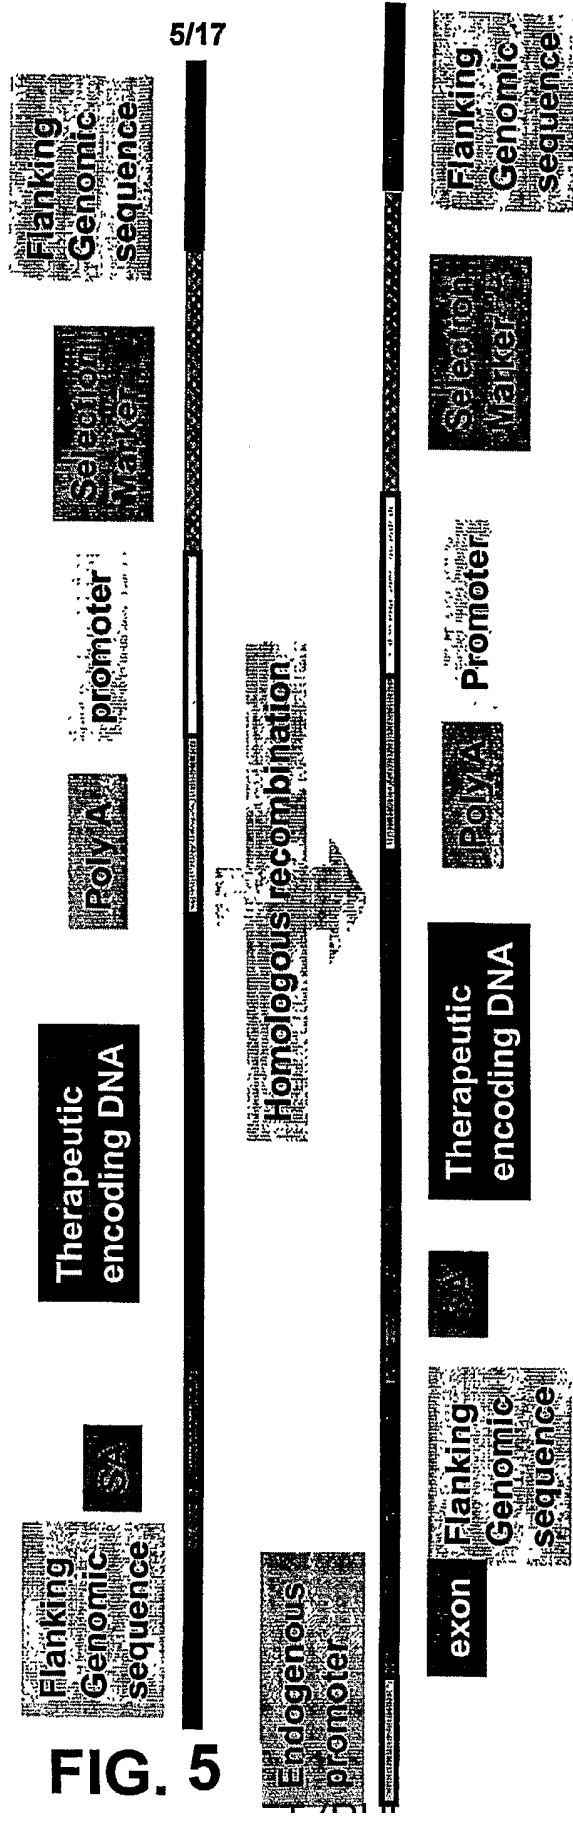 5/17
FIG. 5
Flanking
Genomic
sequence
SA
Therapeutic
encoding DNA
Poly A
promoter
Selection
Marker
Flanking
Genomic
sequence
Homologous recombination
Endogenous
promoter
exon
Flanking
Genomic
sequence
SA
Therapeutic
encoding DNA
Poly A
Promoter
Selection
Marker
Flanking
Genomic
sequence